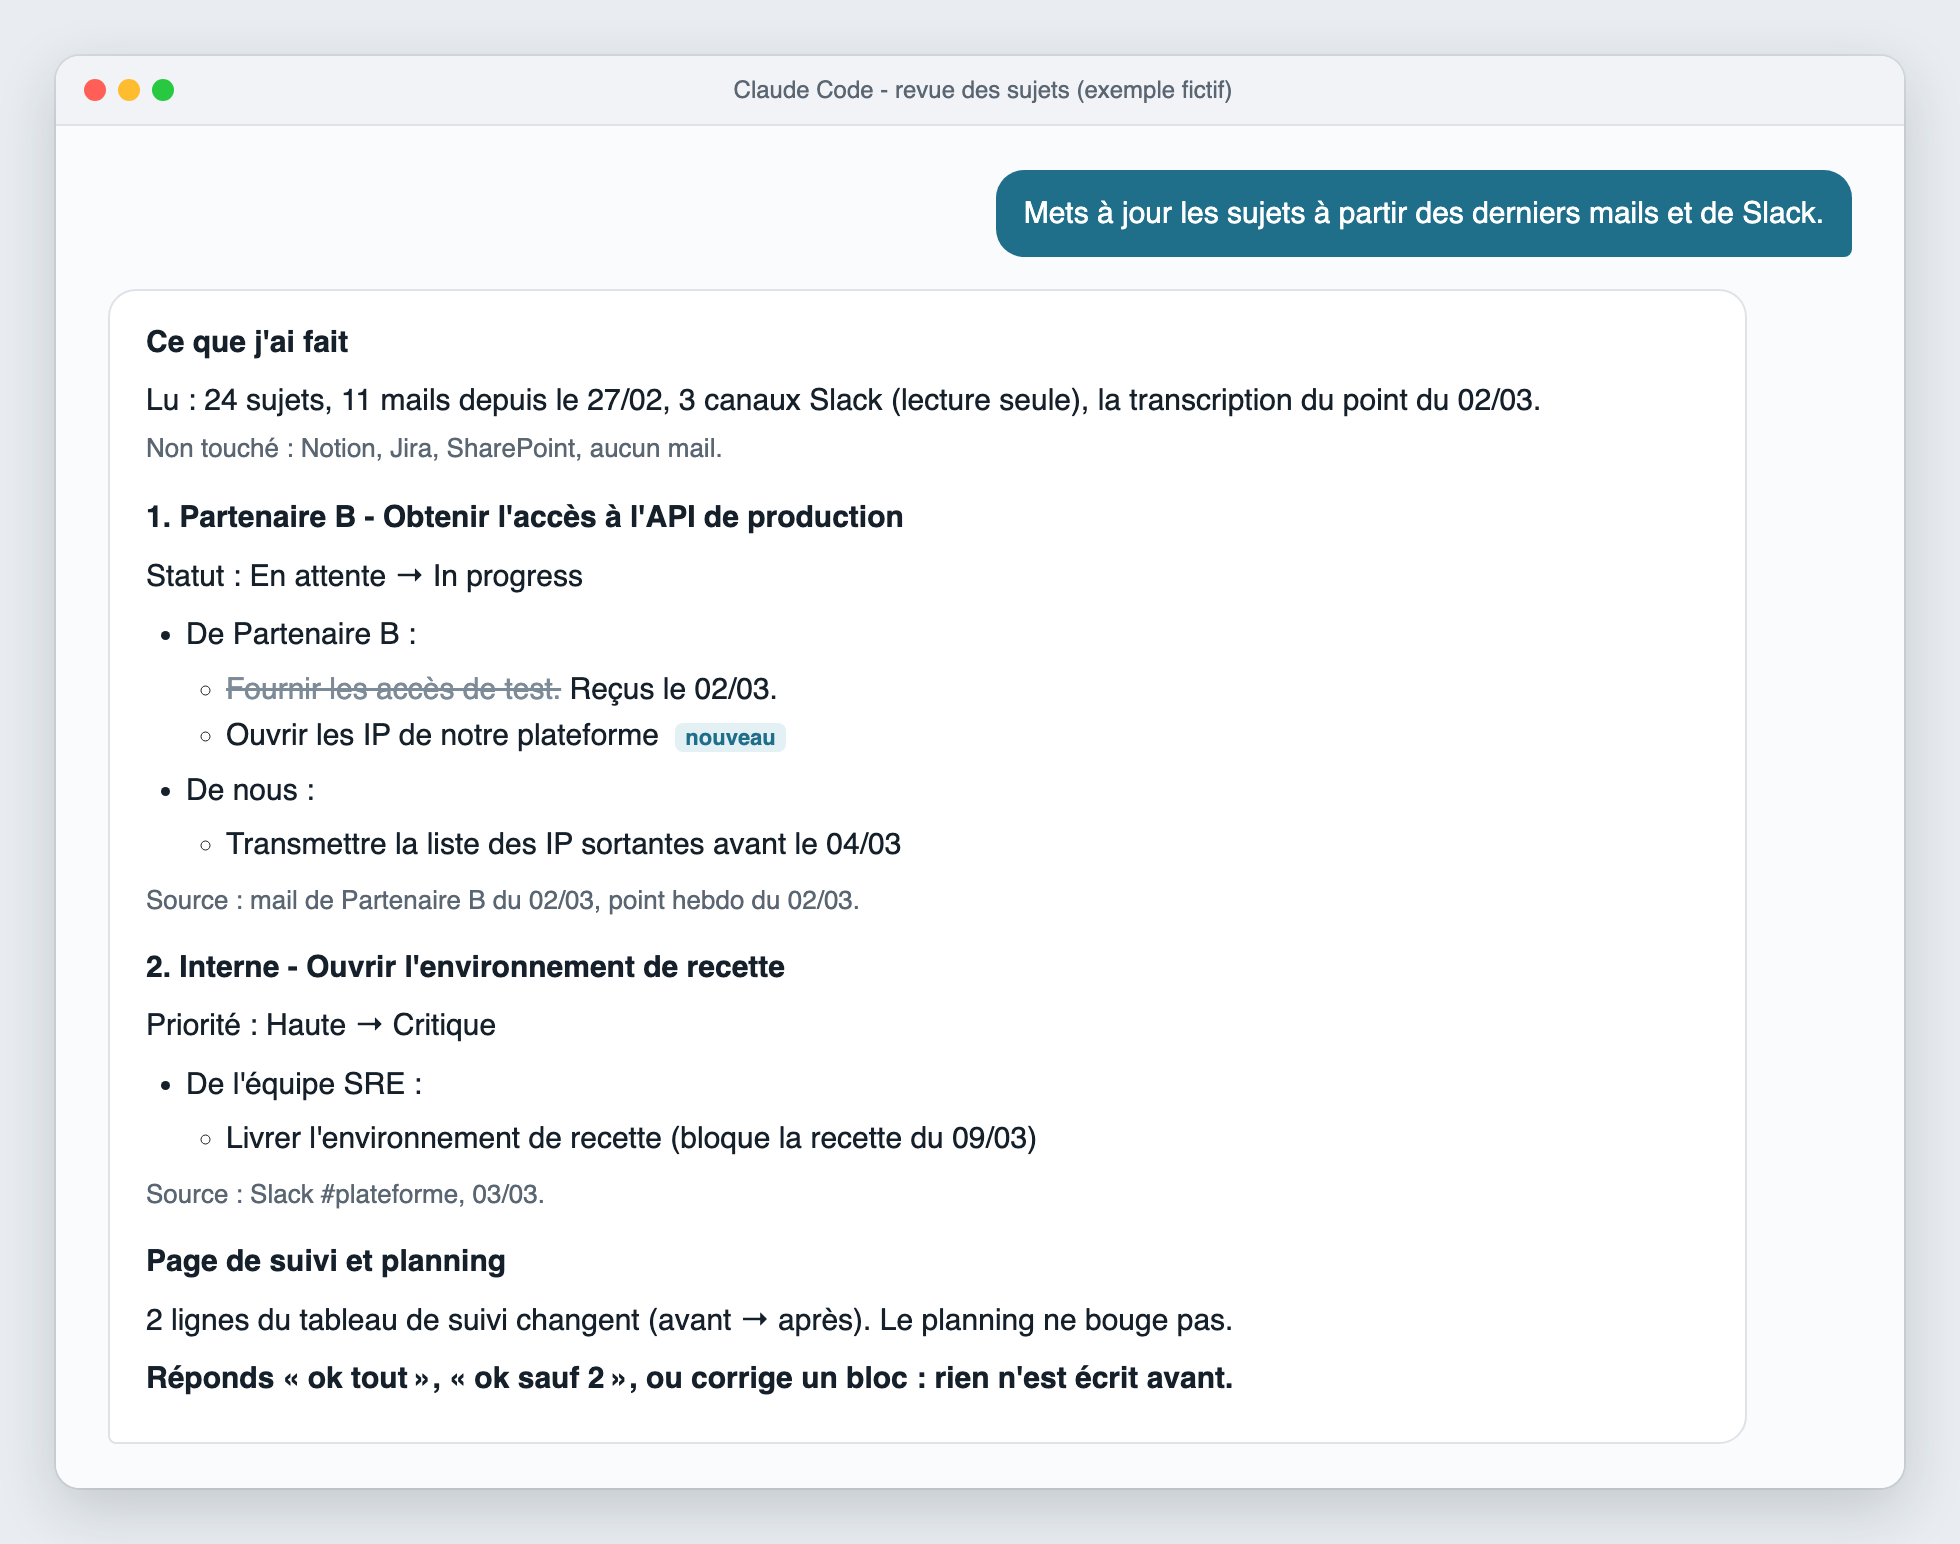 Claude Code - revue des sujets (exemple fictif)
Mets à jour les sujets à partir des derniers mails et de Slack.
Ce que j'ai fait
Lu : 24 sujets, 11 mails depuis le 27/02, 3 canaux Slack (lecture seule), la transcription du point du 02/03.
Non touché : Notion, Jira, SharePoint, aucun mail.
1. Partenaire B - Obtenir l'accès à l'API de production
Statut : En attente → In progress
• De Partenaire B :
◦ Fournir les accès de test. Reçus le 02/03.
◦ Ouvrir les IP de notre plateforme nouveau
• De nous :
◦ Transmettre la liste des IP sortantes avant le 04/03
Source : mail de Partenaire B du 02/03, point hebdo du 02/03.
2. Interne - Ouvrir l'environnement de recette
Priorité : Haute → Critique
• De l'équipe SRE :
◦ Livrer l'environnement de recette (bloque la recette du 09/03)
Source : Slack #plateforme, 03/03.
Page de suivi et planning
2 lignes du tableau de suivi changent (avant → après). Le planning ne bouge pas.
Réponds « ok tout », « ok sauf 2 », ou corrige un bloc : rien n'est écrit avant.